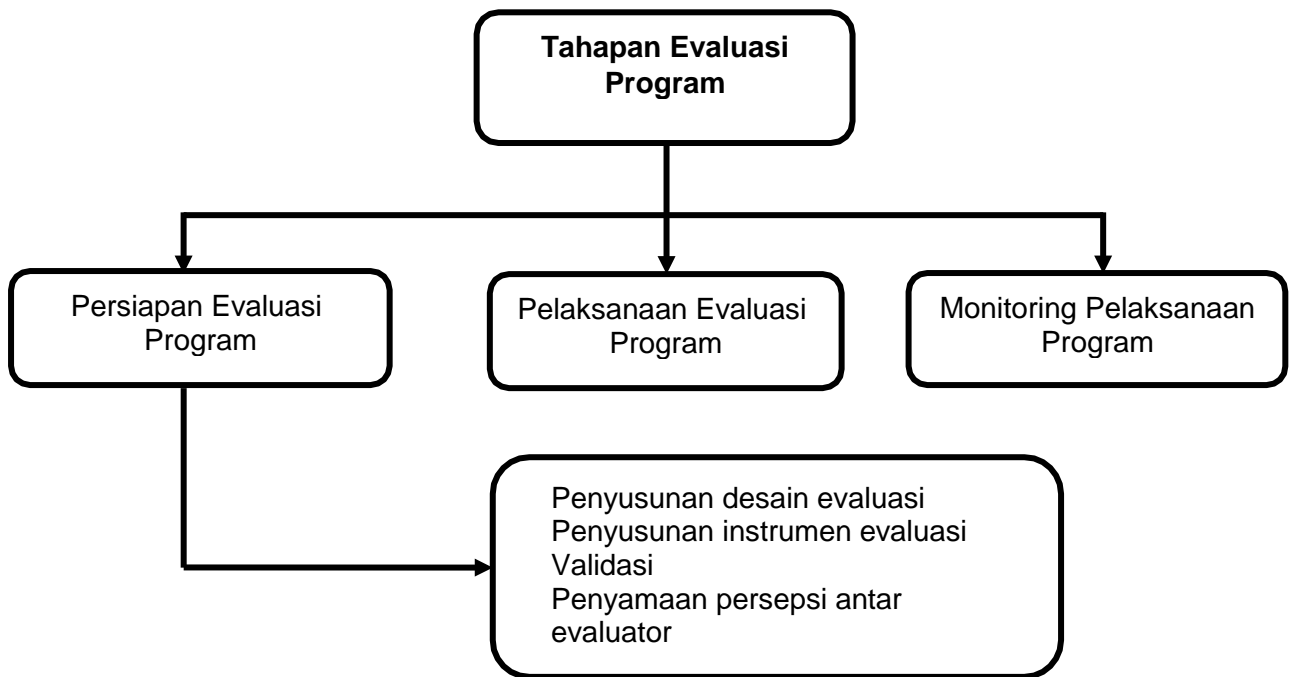 Tahapan Evaluasi
Program
Persiapan Evaluasi
Program
Pelaksanaan Evaluasi
Program
Monitoring Pelaksanaan
Program
Penyusunan desain evaluasi
Penyusunan instrumen evaluasi
Validasi
Penyamaan persepsi antar
evaluator